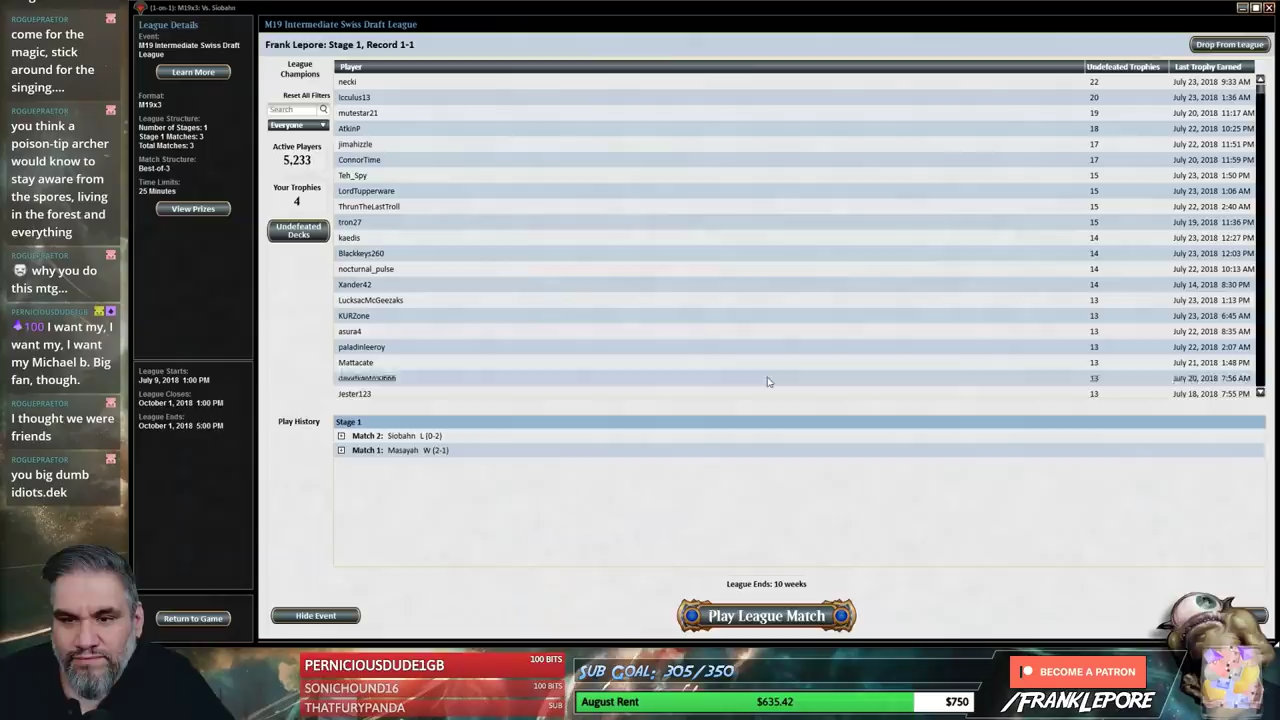 ROGUEPRAETOR
come for the
magic, stick
around for the
singing....
ROGUEPRAETOR
you think a
poison-tip archer
would know to
stay aware from
the spores, living
in the forest and
everything
ROGUEPRAETOR
why you do
this mtg...
PERNICIOUSDUDE1GB
100 I want my, I
want my, I want
my Michael b. Big
fan, though.
ROGUEPRAETOR
I thought we were
friends
ROGUEPRAETOR
you big dumb
idiots.dek
(1-on-1): M19x3: Vs. Siobahn
League Details
Event:
M19 Intermediate Swiss Draft
League
Learn More
Format:
M19x3
League Structure:
Number of Stages: 1
Stage 1 Matches: 3
Total Matches: 3
Match Structure:
Best-of-3
Time Limits:
25 Minutes
View Prizes
League Starts:
July 9, 2018 1:00 PM
League Closes:
October 1, 2018 1:00 PM
League Ends:
October 1, 2018 5:00 PM
Return to Game
M19 Intermediate Swiss Draft League
Frank Lepore: Stage 1, Record 1-1
Drop From League
League
Champions
Reset All Filters
Search
Everyone
Active Players
5,233
Your Trophies
4
Undefeated
Decks
Player Undefeated Trophies Last Trophy Earned
necki 22 July 23, 2018 9:33 AM
Icculus13 20 July 23, 2018 1:36 AM
mutestar21 19 July 20, 2018 11:17 AM
AtkinP 18 July 22, 2018 10:25 PM
jimahizzle 17 July 22, 2018 11:51 PM
ConnorTime 17 July 20, 2018 11:59 PM
Teh_Spy 15 July 23, 2018 1:50 PM
LordTupperware 15 July 23, 2018 1:06 AM
ThrunTheLastTroll 15 July 22, 2018 2:40 AM
tron27 15 July 19, 2018 11:36 PM
kaedis 14 July 23, 2018 12:27 PM
Blackkeys260 14 July 23, 2018 12:03 PM
nocturnal_pulse 14 July 22, 2018 10:13 AM
Xander42 14 July 14, 2018 8:30 PM
LucksacMcGeezaks 13 July 23, 2018 1:13 PM
KURZone 13 July 23, 2018 6:45 AM
asura4 13 July 22, 2018 8:35 AM
paladinleeroy 13 July 22, 2018 2:07 AM
Mattacate 13 July 21, 2018 1:48 PM
13 July 20, 2018 7:56 AM
Jester123 13 July 18, 2018 7:55 PM
Play History
Stage 1
Match 2: Siobahn L (0-2)
Match 1: Masayah W (2-1)
League Ends: 10 weeks
Hide Event
Play League Match
PERNICIOUSDUDE1GB 100 BITS
SONICHOUND16 100 BITS
THATFURYPANDA SUB
SUB GOAL: 305/350
August Rent $635.42 $750
BECOME A PATRON
/FRANKLEPORE